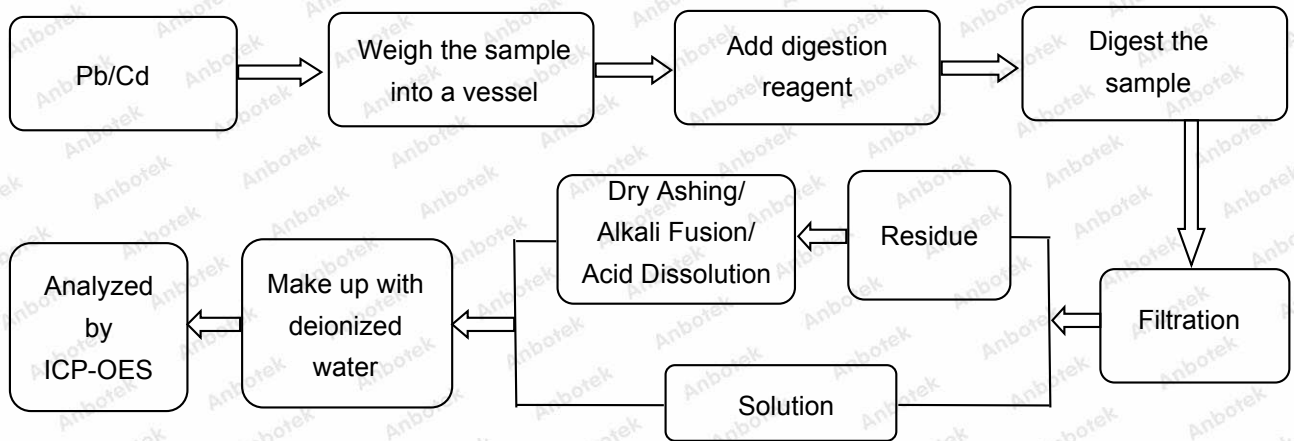 Pb/Cd
Weigh the sample
into a vessel
Add digestion
reagent
Digest the
sample
Filtration
Residue
Dry Ashing/
Alkali Fusion/
Acid Dissolution
Solution
Make up with
deionized
water
Analyzed
by
ICP-OES
Anbotek